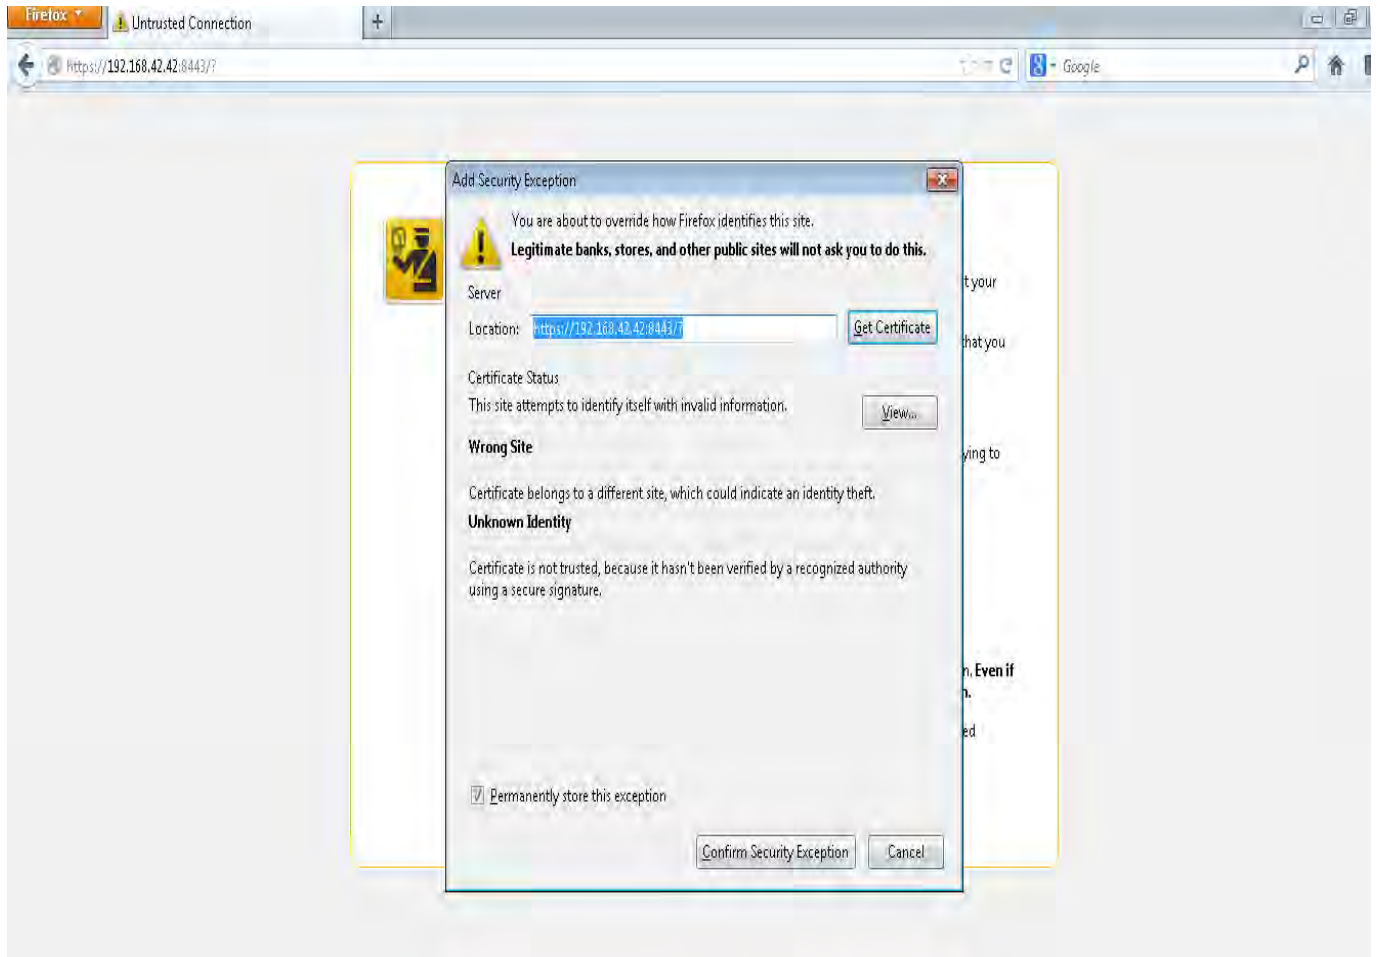 Firefox
Untrusted Connection
https://192.168.42.42:8443/?
Google
Add Security Exception
You are about to override how Firefox identifies this site.
Legitimate banks, stores, and other public sites will not ask you to do this.
Server
Location: https://192.168.42.42:8443/? Get Certificate
Certificate Status
This site attempts to identify itself with invalid information. View...
Wrong Site
Certificate belongs to a different site, which could indicate an identity theft.
Unknown Identity
Certificate is not trusted, because it hasn't been verified by a recognized authority
using a secure signature.
Permanently store this exception
Confirm Security Exception Cancel
t your
that you
ying to
n. Even if
n.
ed